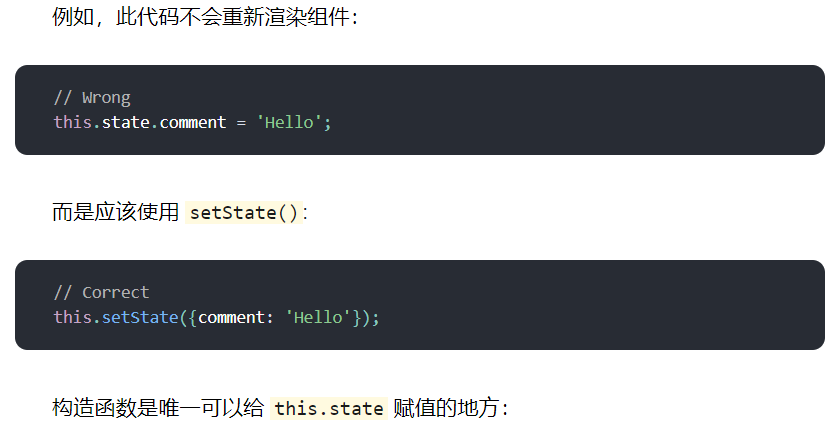 例如，此代码不会重新渲染组件：
// Wrong
this.state.comment = 'Hello';
而是应该使用 setState()：
// Correct
this.setState({comment: 'Hello'});
构造函数是唯一可以给 this.state 赋值的地方：